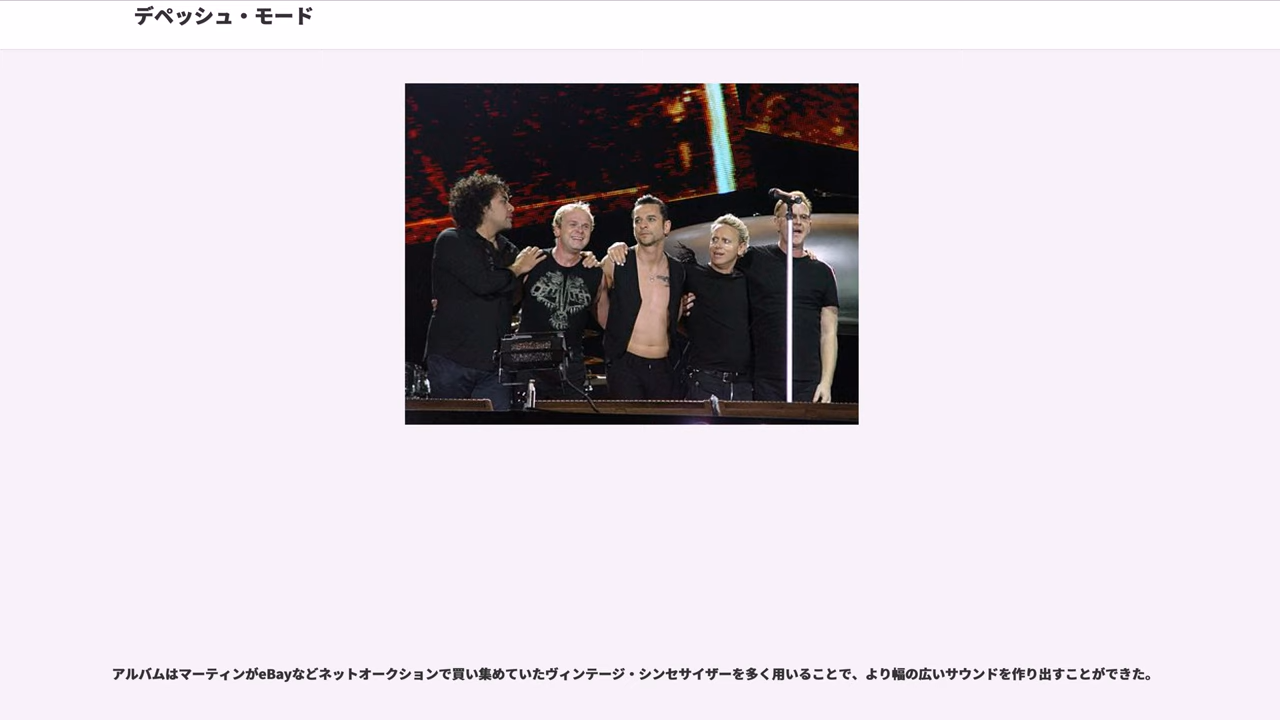 デペッシュ・モード
アルバムはマーティンがeBayなどネットオークションで買い集めていたヴィンテージ・シンセサイザーを多く用いることで、より幅の広いサウンドを作り出すことができた。